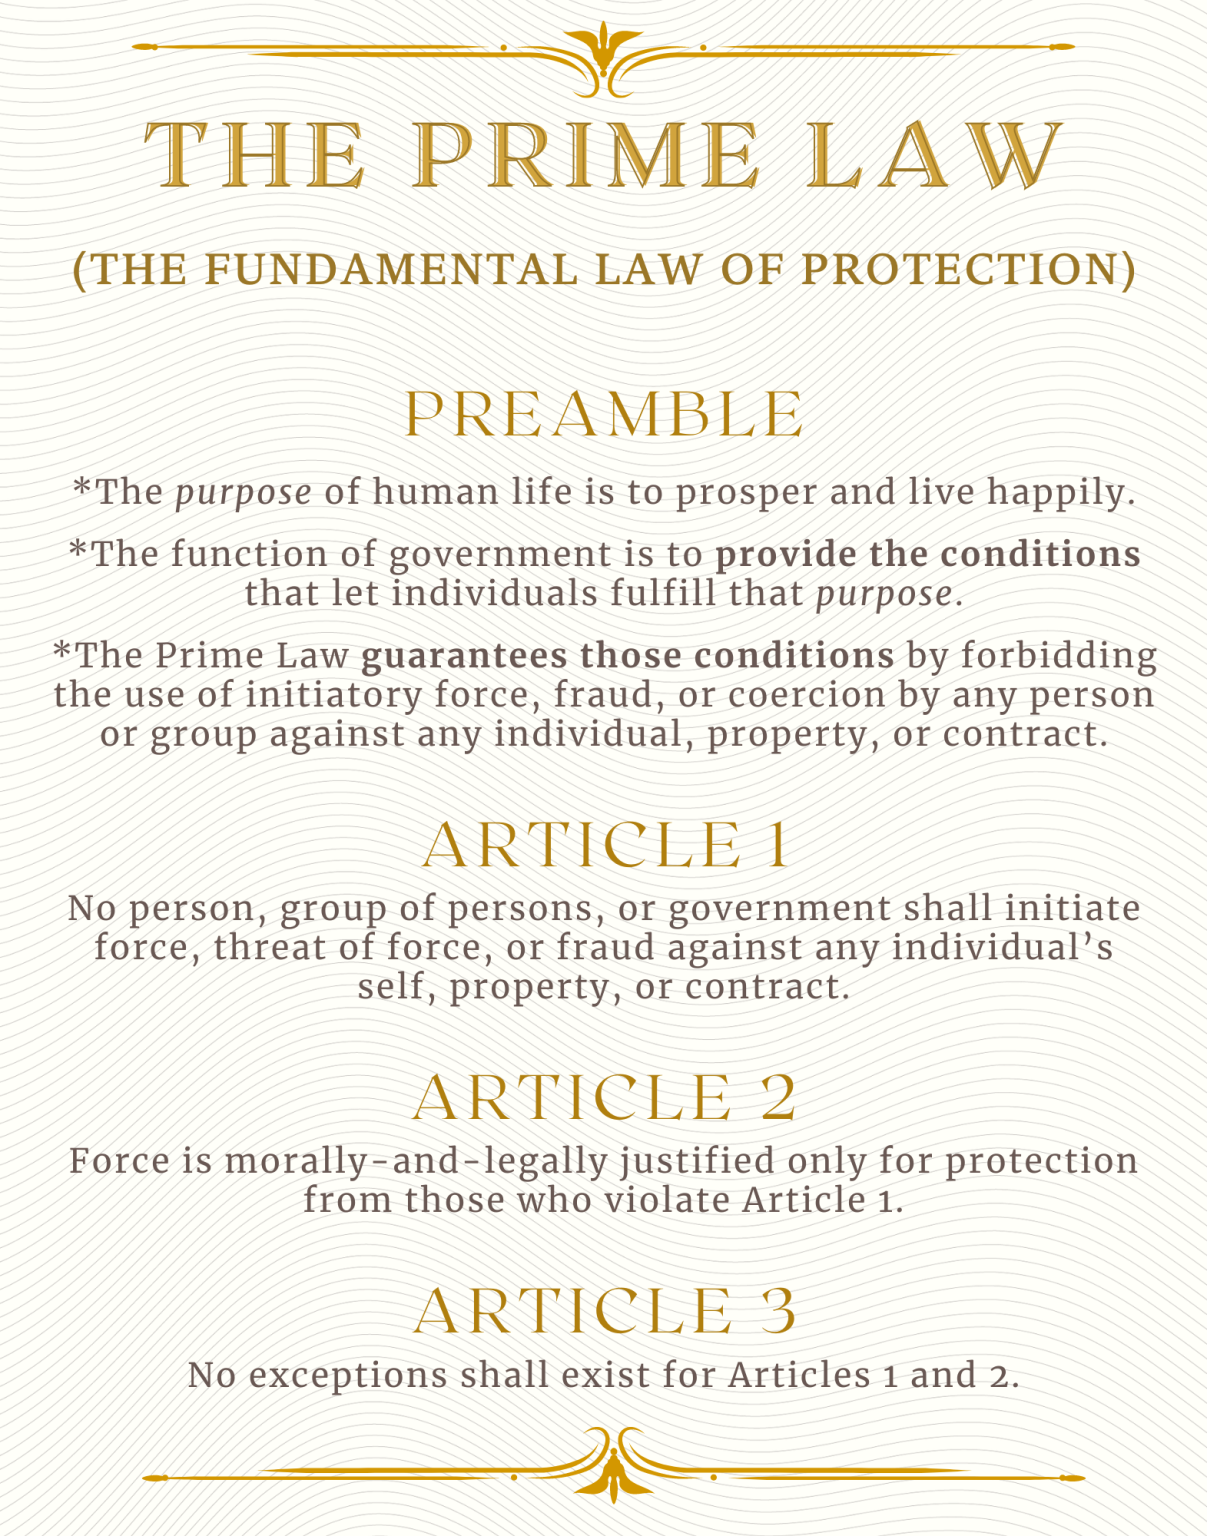 THE PRIME LAW
(THE FUNDAMENTAL LAW OF PROTECTION)
PREAMBLE
*The purpose of human life is to prosper and live happily.
*The function of government is to provide the conditions
that let individuals fulfill that purpose.
*The Prime Law guarantees those conditions by forbidding
the use of initiatory force, fraud, or coercion by any person
or group against any individual, property, or contract.
ARTICLE 1
No person, group of persons, or government shall initiate
force, threat of force, or fraud against any individual’s
self, property, or contract.
ARTICLE 2
Force is morally-and-legally justified only for protection
from those who violate Article 1.
ARTICLE 3
No exceptions shall exist for Articles 1 and 2.